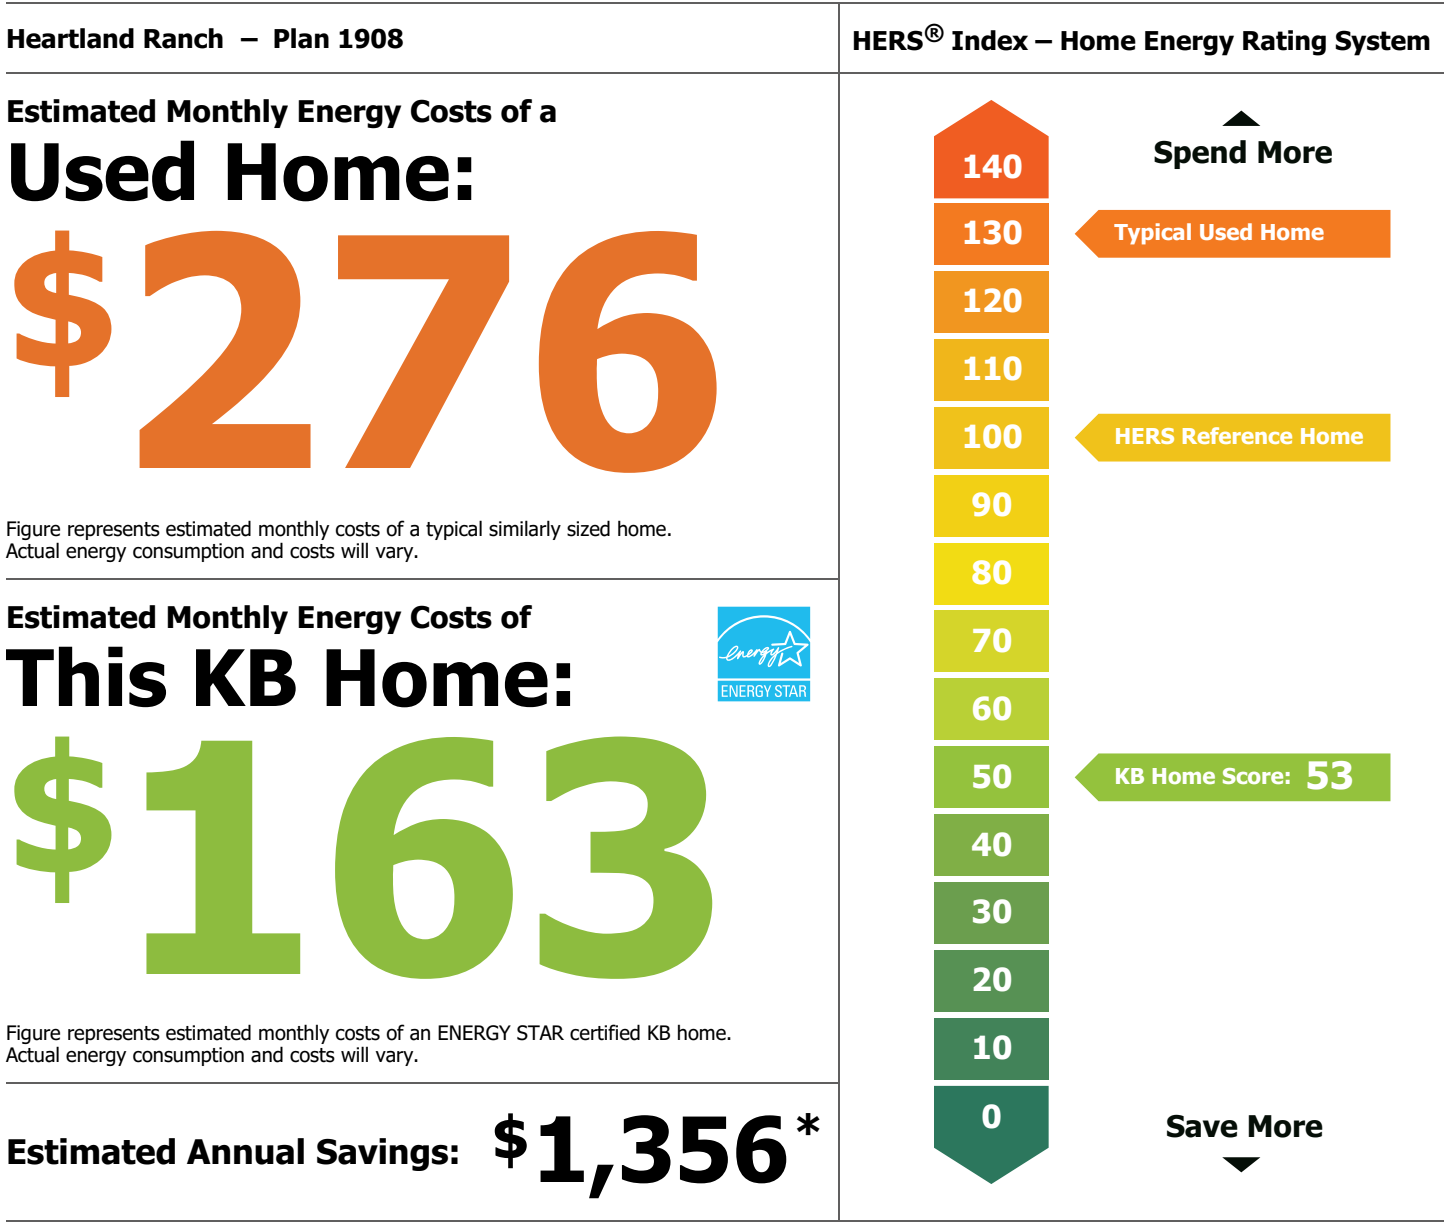 Heartland Ranch – Plan 1908
Estimated Monthly Energy Costs of a
Used Home:
$276
Figure represents estimated monthly costs of a typical similarly sized home.
Actual energy consumption and costs will vary.
Estimated Monthly Energy Costs of
This KB Home:
energy
ENERGY STAR
$163
Figure represents estimated monthly costs of an ENERGY STAR certified KB home.
Actual energy consumption and costs will vary.
Estimated Annual Savings: $1,356*
HERS® Index – Home Energy Rating System
Spend More
140
130 Typical Used Home
120
110
100 HERS Reference Home
90
80
70
60
50 KB Home Score: 53
40
30
20
10
0
Save More